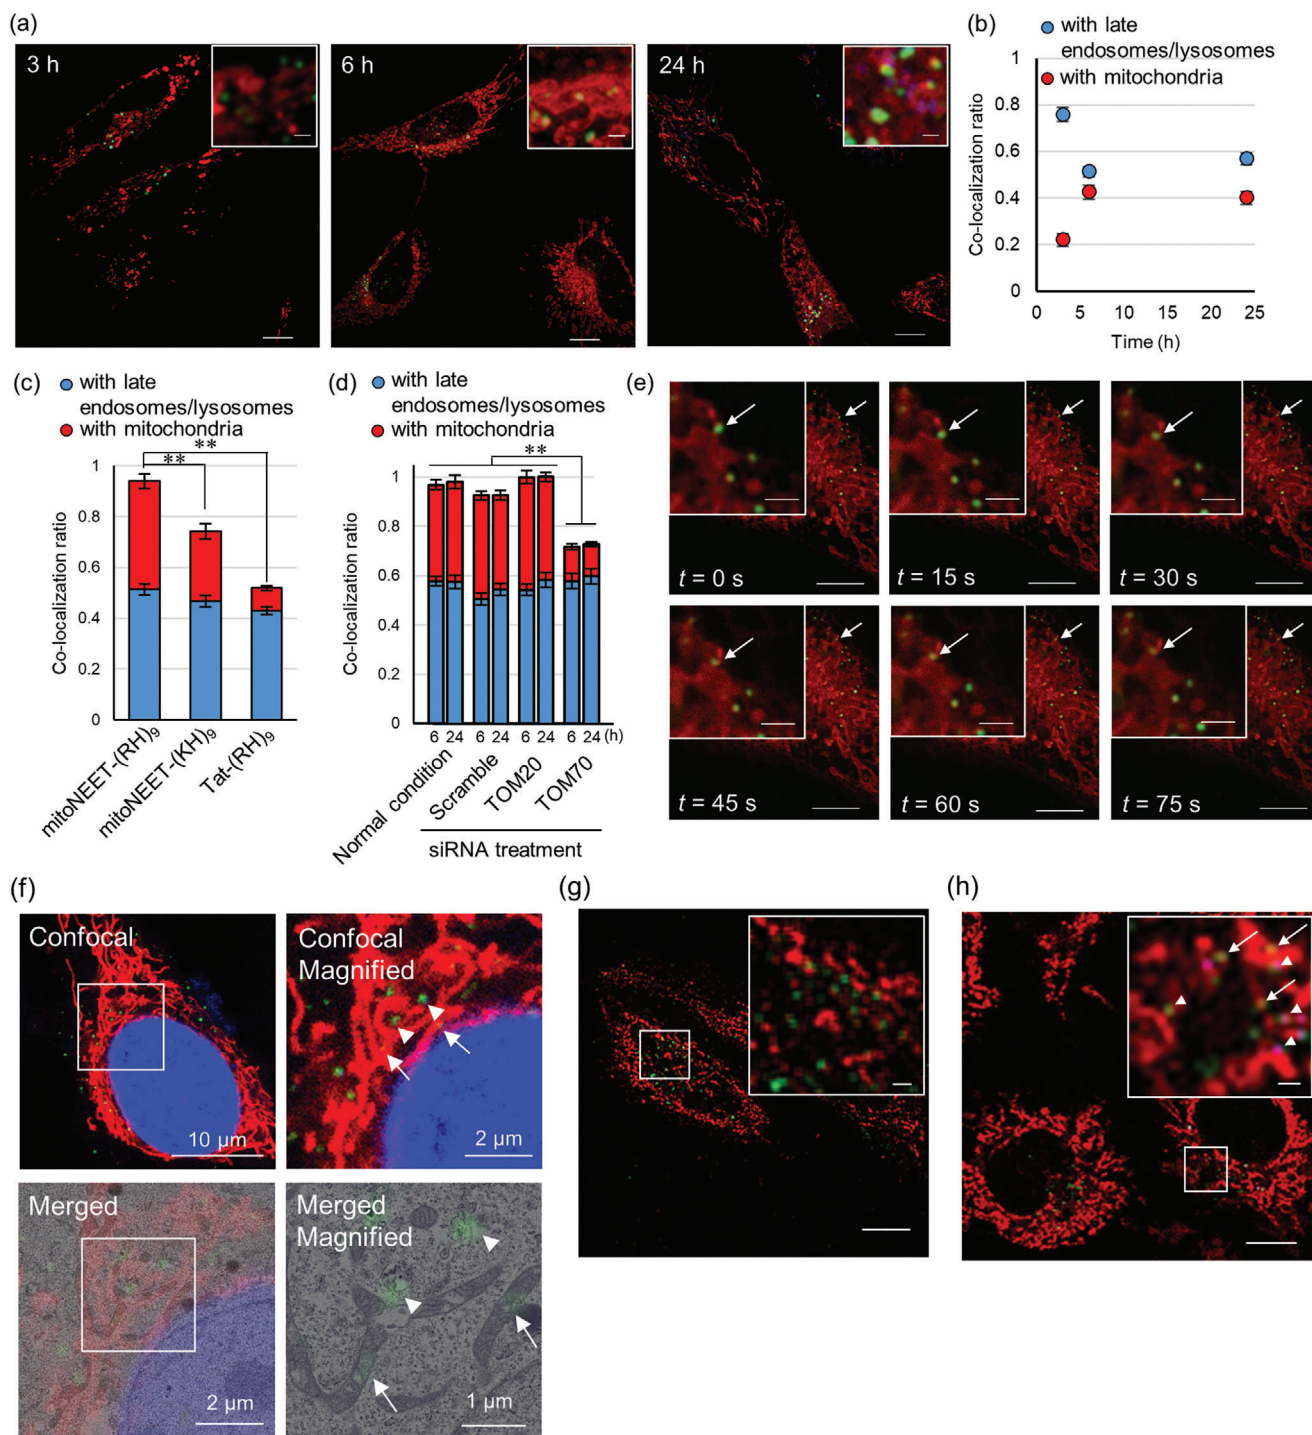 (a)
3 h
6 h
24 h
(b)
with late
endosomes/lysosomes
with mitochondria
Co-localization ratio
1
0.8
0.6
0.4
0.2
0
0
5
10
15
20
25
Time (h)
(c)
with late
endosomes/lysosomes
with mitochondria
**
**
Co-localization ratio
1
0.8
0.6
0.4
0.2
0
mitoNEET-(RH)₉
mitoNEET-(KH)₉
Tat-(RH)₉
(d)
with late
endosomes/lysosomes
with mitochondria
**
Co-localization ratio
1
0.8
0.6
0.4
0.2
0
6 24 6 24 6 24 6 24 (h)
Normal condition
Scramble
TOM20
TOM70
siRNA treatment
(e)
t = 0 s
t = 15 s
t = 30 s
t = 45 s
t = 60 s
t = 75 s
(f)
Confocal
10 µm
Confocal
Magnified
2 µm
Merged
2 µm
Merged
Magnified
1 µm
(g)
(h)